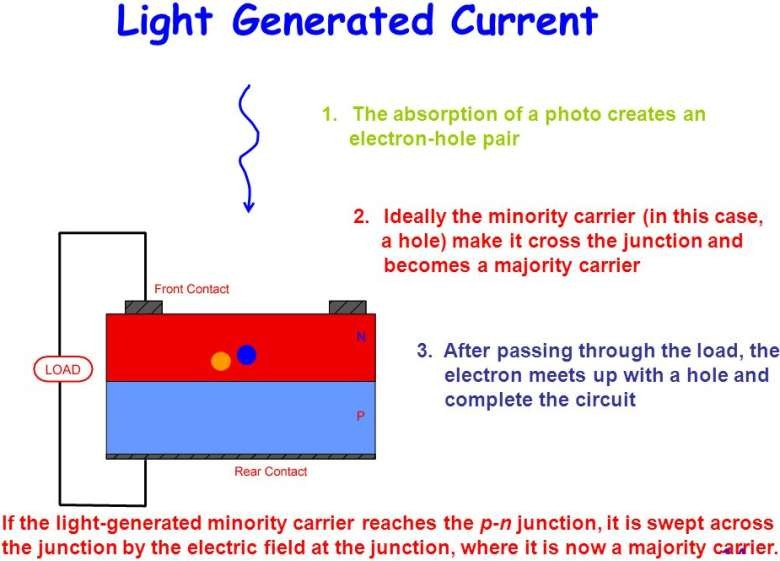 Light Generated Current
1. The absorption of a photo creates an
electron-hole pair
2. Ideally the minority carrier (in this case,
a hole) make it cross the junction and
becomes a majority carrier
Front Contact
N
3. After passing through the load, the
electron meets up with a hole and
complete the circuit
LOAD
P
Rear Contact
If the light-generated minority carrier reaches the p-n junction, it is swept across
the junction by the electric field at the junction, where it is now a majority carrier.